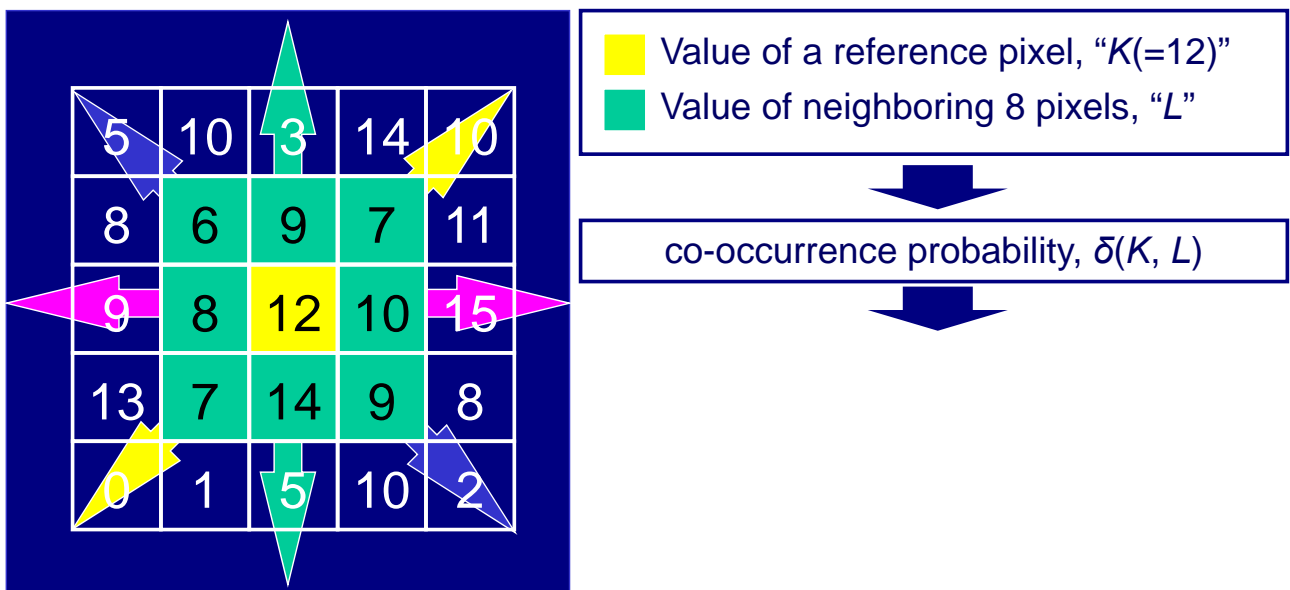 5 10 3 14 10
8 6 9 7 11
9 8 12 10 15
13 7 14 9 8
0 1 5 10 2
Value of a reference pixel, “K(=12)”
Value of neighboring 8 pixels, “L”
co-occurrence probability, δ(K, L)